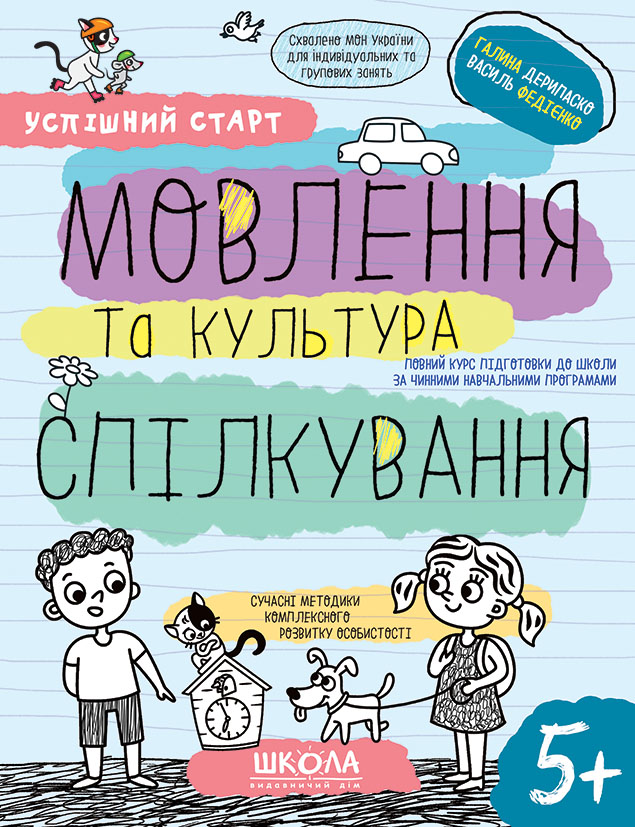 Схвалено МОН України
для індивідуальних та
групових занять
ГАЛИНА ДЕРИПАСКО
ВАСИЛЬ ФЕДІЄНКО
УСПІШНИЙ СТАРТ
МОВЛЕННЯ
та КУЛЬТУРА
ПОВНИЙ КУРС ПІДГОТОВКИ ДО ШКОЛИ
ЗА ЧИННИМИ НАВЧАЛЬНИМИ ПРОГРАМАМИ
СПІЛКУВАННЯ
СУЧАСНІ МЕТОДИКИ
КОМПЛЕКСНОГО
РОЗВИТКУ ОСОБИСТОСТІ
ШКОЛА
видавничий дім
5+